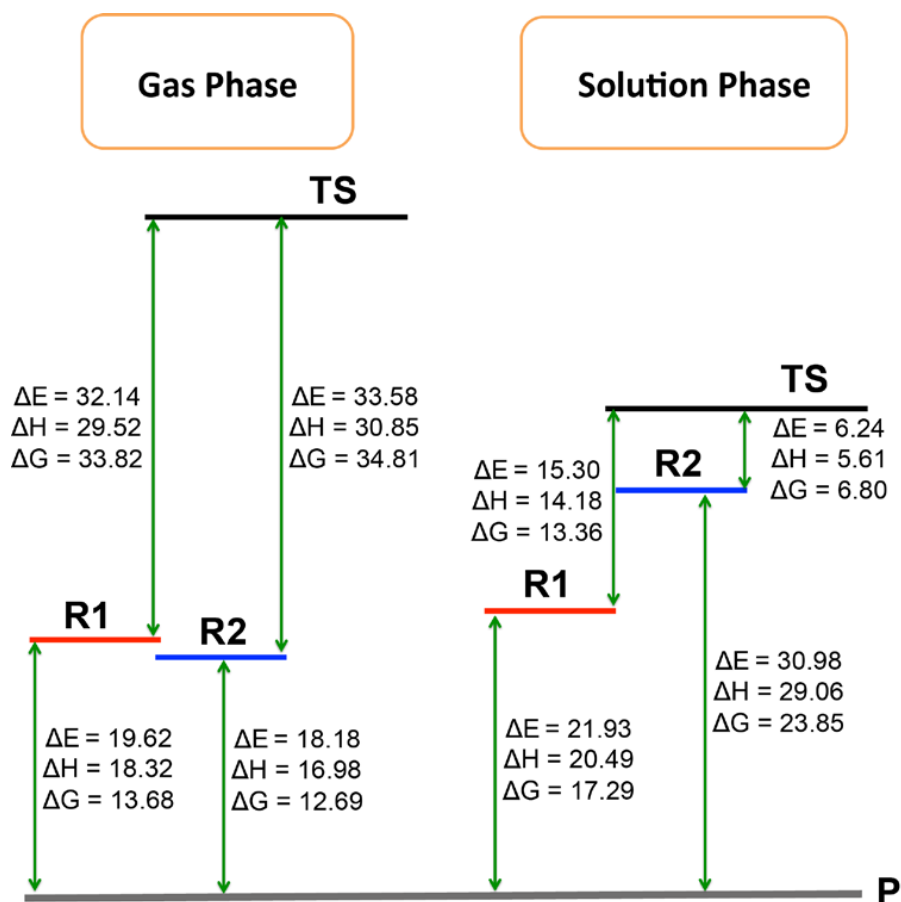 Gas Phase
Solution Phase
TS
ΔE = 32.14
ΔH = 29.52
ΔG = 33.82
ΔE = 33.58
ΔH = 30.85
ΔG = 34.81
R1
R2
ΔE = 19.62
ΔH = 18.32
ΔG = 13.68
ΔE = 18.18
ΔH = 16.98
ΔG = 12.69
TS
ΔE = 6.24
ΔH = 5.61
ΔG = 6.80
R2
ΔE = 15.30
ΔH = 14.18
ΔG = 13.36
R1
ΔE = 30.98
ΔH = 29.06
ΔG = 23.85
ΔE = 21.93
ΔH = 20.49
ΔG = 17.29
P